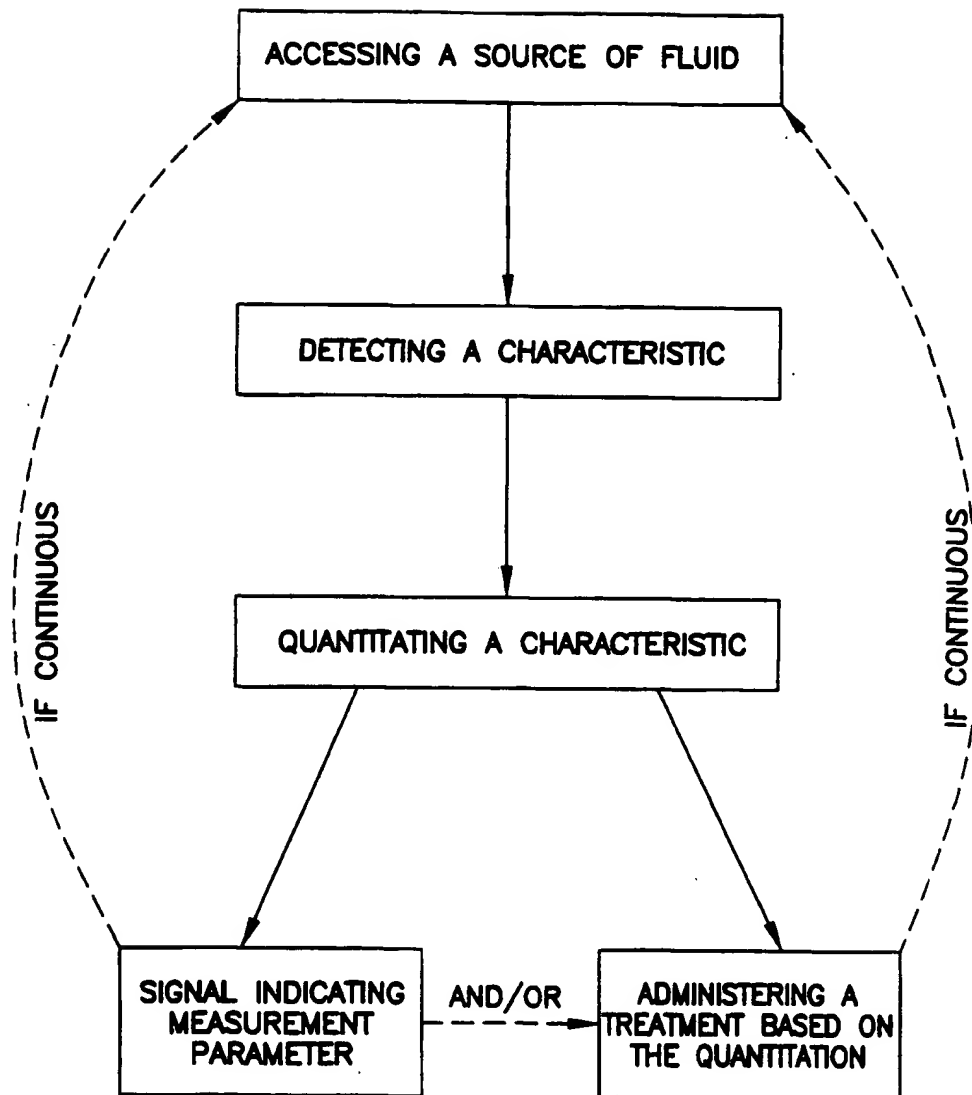 ACCESSING A SOURCE OF FLUID
DETECTING A CHARACTERISTIC
QUANTITATING A CHARACTERISTIC
IF CONTINUOUS
IF CONTINUOUS
SIGNAL INDICATING
MEASUREMENT
PARAMETER
AND/OR
ADMINISTERING A
TREATMENT BASED ON
THE QUANTITATION